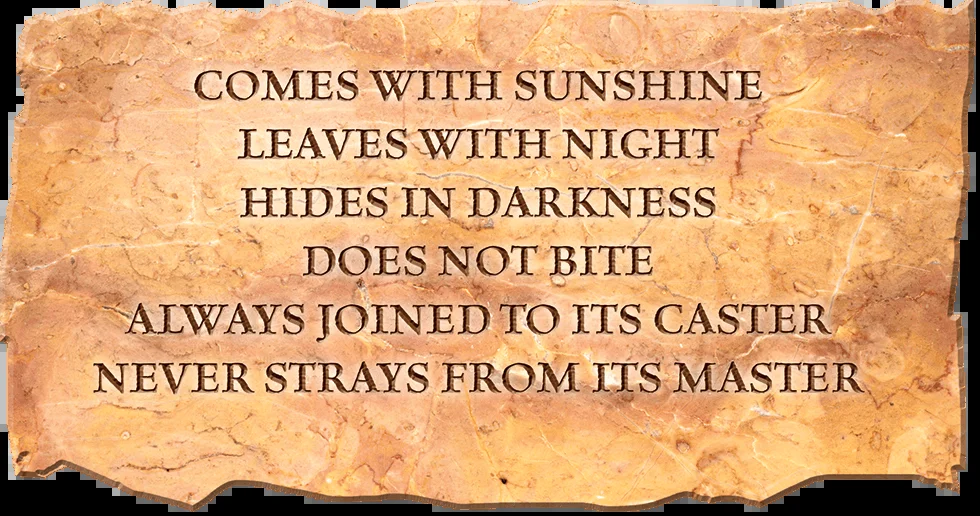 COMES WITH SUNSHINE
LEAVES WITH NIGHT
HIDES IN DARKNESS
DOES NOT BITE
ALWAYS JOINED TO ITS CASTER
NEVER STRAYS FROM ITS MASTER